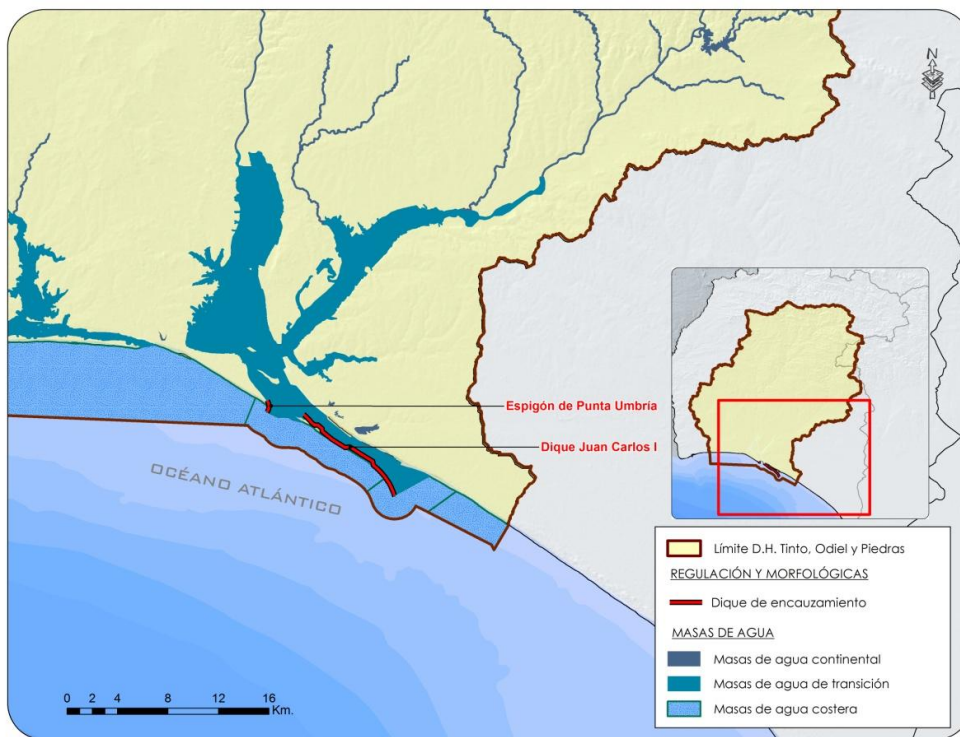 N
Espigón de Punta Umbría
Dique Juan Carlos I
OCÉANO ATLÁNTICO
Límite D.H. Tinto, Odiel y Piedras
REGULACIÓN Y MORFOLÓGICAS
Dique de encauzamiento
MASAS DE AGUA
Masas de agua continental
Masas de agua de transición
Masas de agua costera
0 2 4 8 12 16
Km.